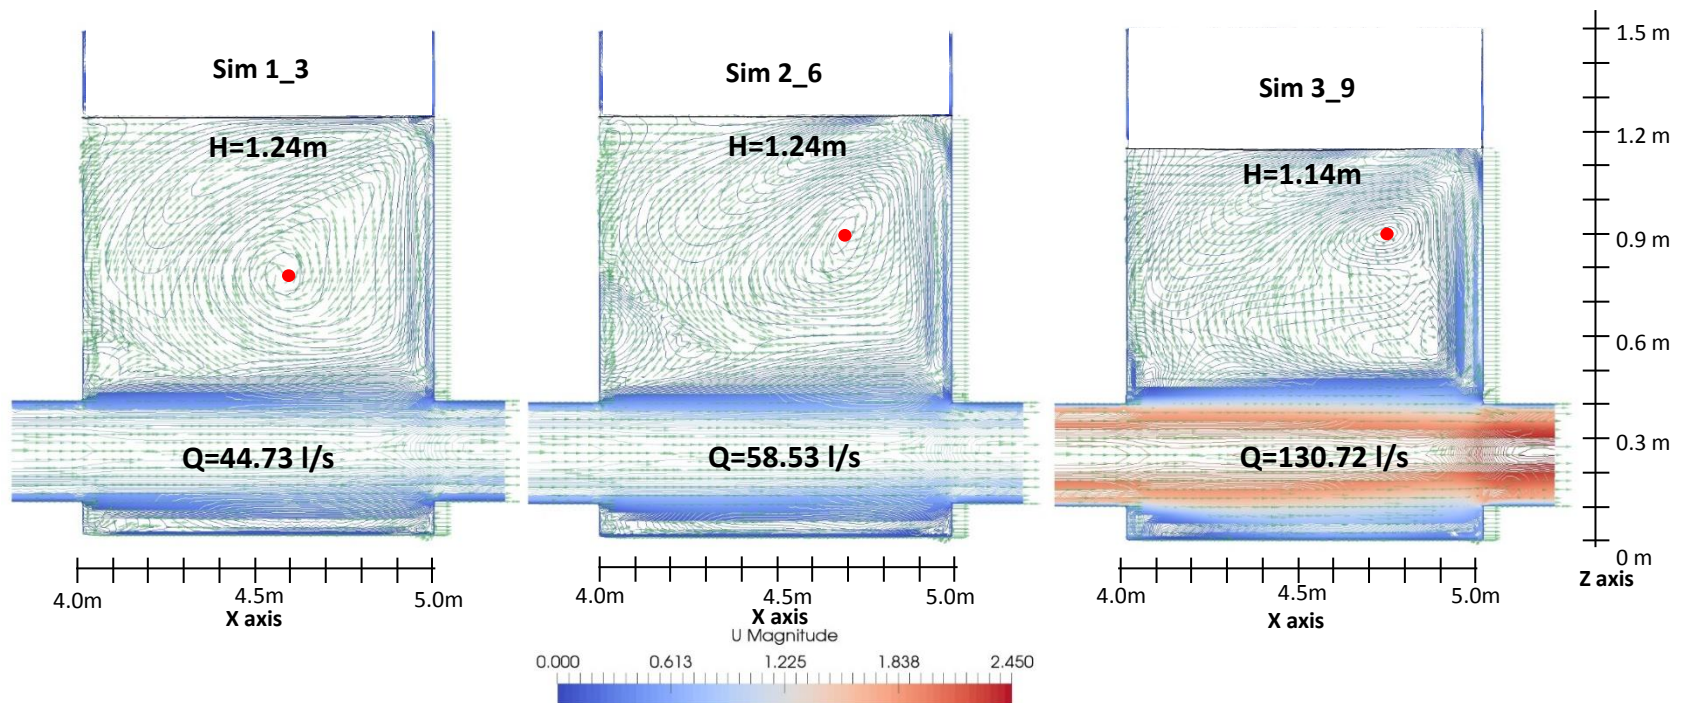 Sim 1_3
Sim 2_6
Sim 3_9
H=1.24m
H=1.24m
H=1.14m
Q=44.73 l/s
Q=58.53 l/s
Q=130.72 l/s
1.5 m
1.2 m
0.9 m
0.6 m
0.3 m
0 m
Z axis
4.0m
4.5m
5.0m
X axis
4.0m
4.5m
5.0m
X axis
4.0m
4.5m
5.0m
X axis
U Magnitude
0.000
0.613
1.225
1.838
2.450